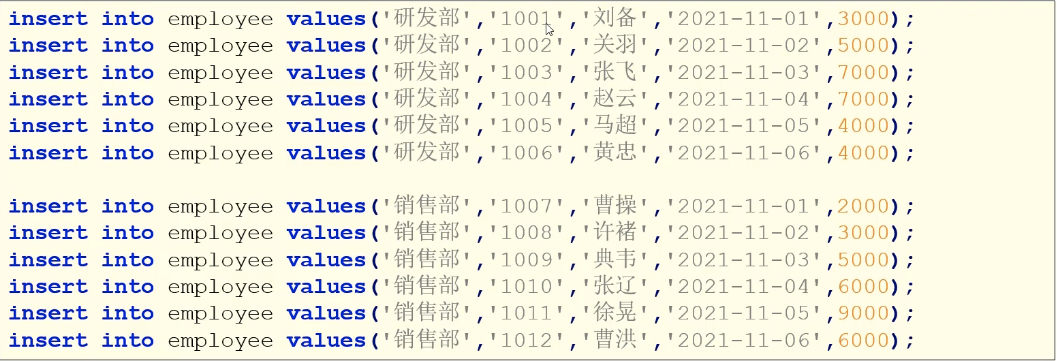 insert into employee values('研发部','1001','刘备','2021-11-01',3000);
insert into employee values('研发部','1002','关羽','2021-11-02',5000);
insert into employee values('研发部','1003','张飞','2021-11-03',7000);
insert into employee values('研发部','1004','赵云','2021-11-04',7000);
insert into employee values('研发部','1005','马超','2021-11-05',4000);
insert into employee values('研发部','1006','黄忠','2021-11-06',4000);
insert into employee values('销售部','1007','曹操','2021-11-01',2000);
insert into employee values('销售部','1008','许褚','2021-11-02',3000);
insert into employee values('销售部','1009','典韦','2021-11-03',5000);
insert into employee values('销售部','1010','张辽','2021-11-04',6000);
insert into employee values('销售部','1011','徐晃','2021-11-05',9000);
insert into employee values('销售部','1012','曹洪','2021-11-06',6000);